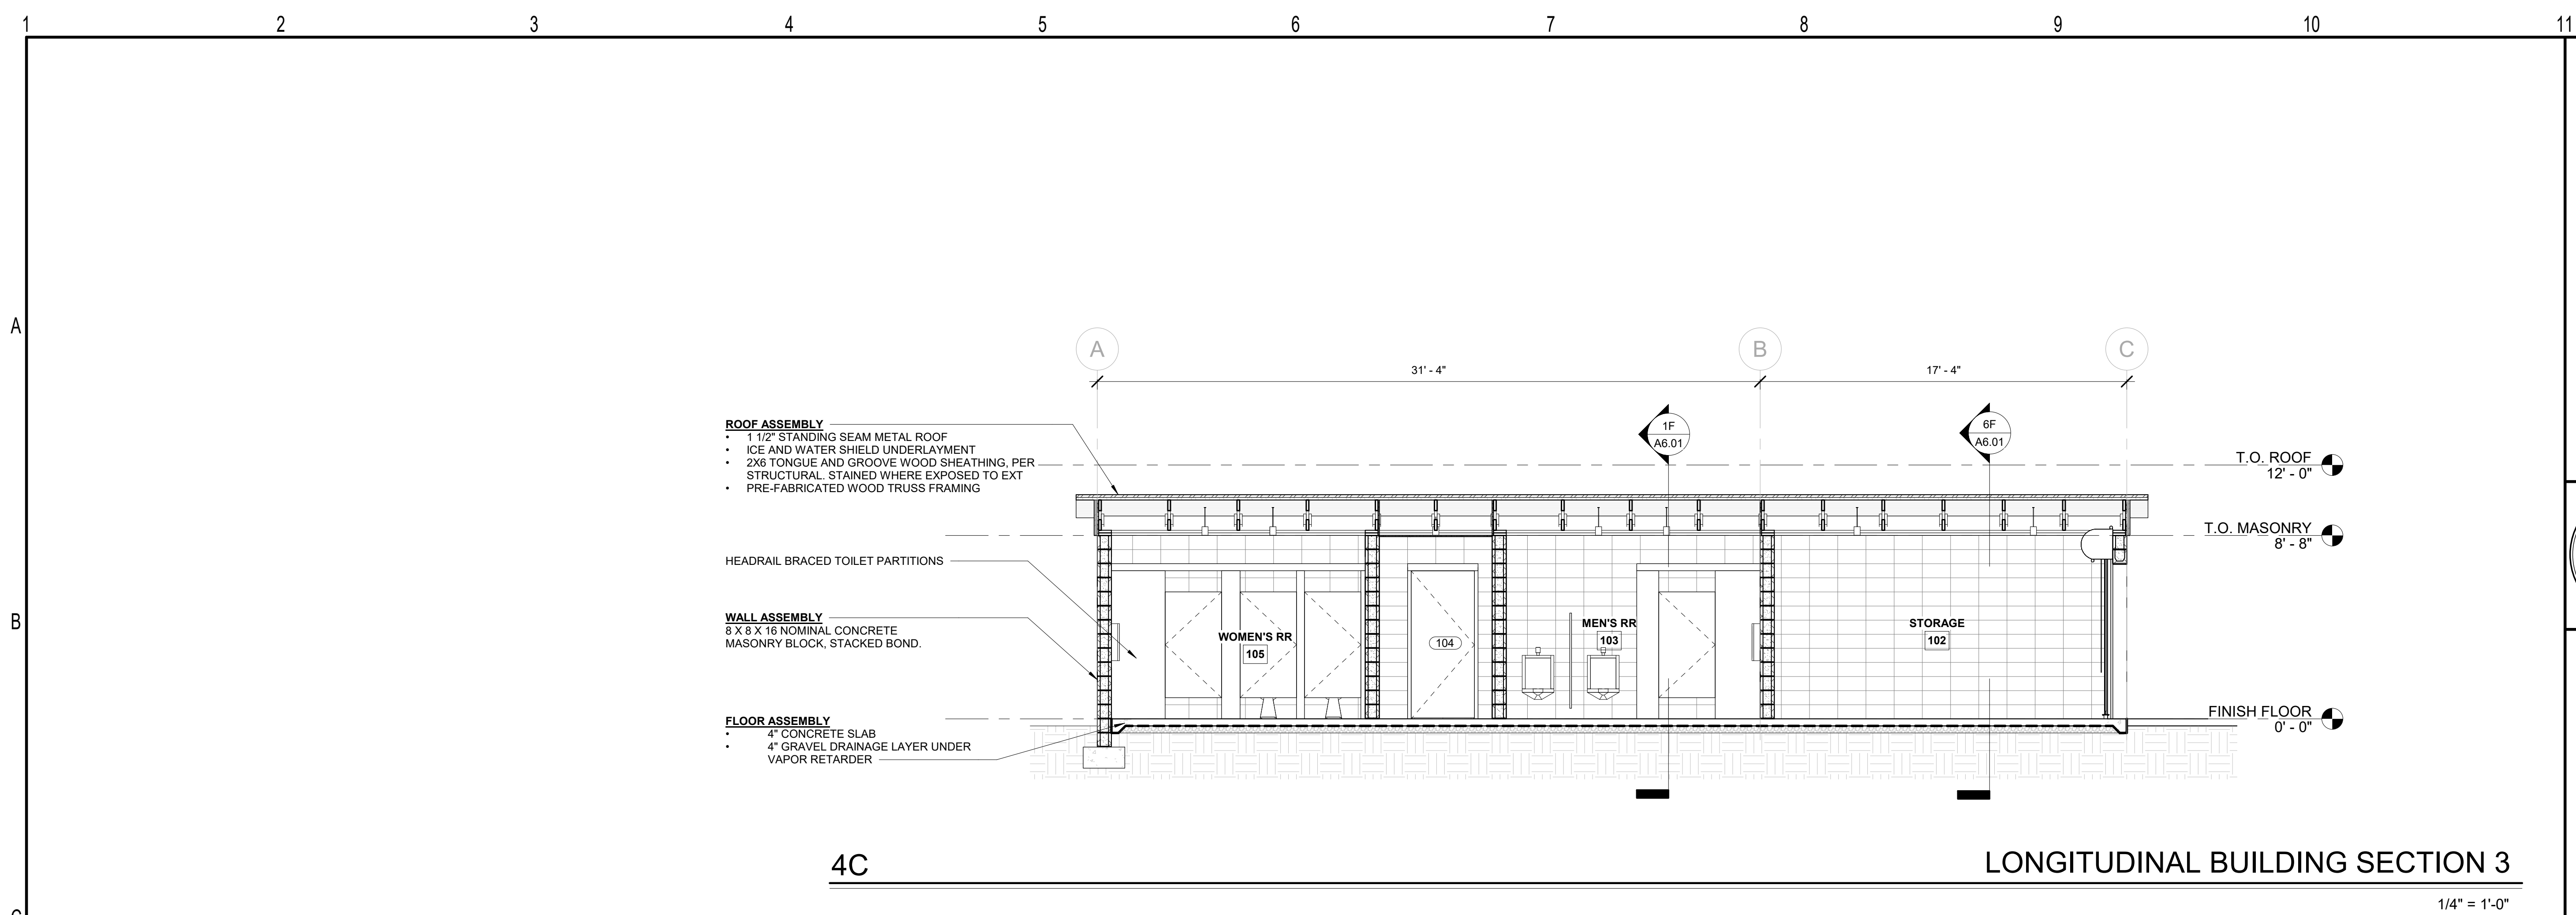 1 2 3 4 5 6 7 8 9 10 11
A
A B C
31' - 4" 17' - 4"
1F
A6.01
6F
A6.01
ROOF ASSEMBLY
• 1 1/2" STANDING SEAM METAL ROOF
• ICE AND WATER SHIELD UNDERLAYMENT
• 2X6 TONGUE AND GROOVE WOOD SHEATHING, PER
STRUCTURAL. STAINED WHERE EXPOSED TO EXT
• PRE-FABRICATED WOOD TRUSS FRAMING
T.O. ROOF
12' - 0"
T.O. MASONRY
8' - 8"
HEADRAIL BRACED TOILET PARTITIONS
B
WALL ASSEMBLY
8 X 8 X 16 NOMINAL CONCRETE
MASONRY BLOCK, STACKED BOND.
WOMEN'S RR
105
104
MEN'S RR
103
STORAGE
102
FLOOR ASSEMBLY
• 4" CONCRETE SLAB
• 4" GRAVEL DRAINAGE LAYER UNDER
VAPOR RETARDER
FINISH FLOOR
0' - 0"
4C LONGITUDINAL BUILDING SECTION 3
1/4" = 1'-0"